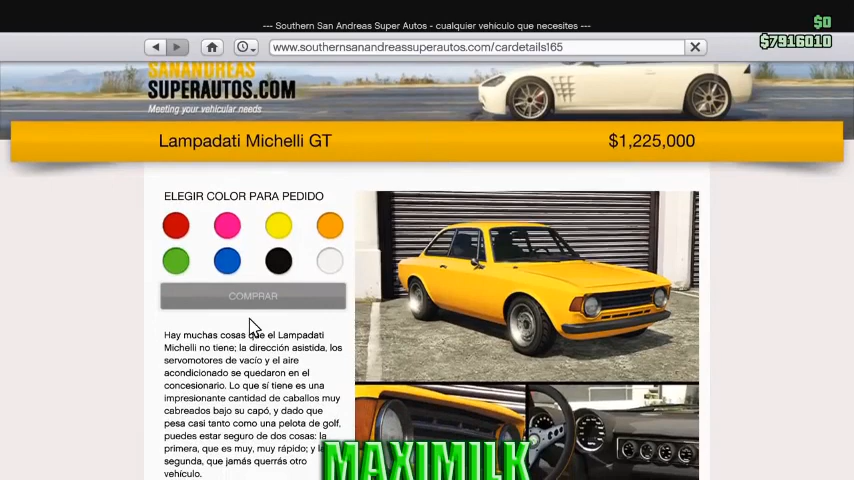 --- Southern San Andreas Super Autos - cualquier vehículo que necesites ---
$0
$7916010
www.southernsanandreassuperautos.com/cardetails165
SANANDREAS
SUPERAUTOS.COM
Meeting your vehicular needs
Lampadati Michelli GT
$1,225,000
ELEGIR COLOR PARA PEDIDO
COMPRAR
Hay muchas cosas que el Lampadati
Michelli no tiene; la dirección asistida, los
servomotores de vacío y el aire
acondicionado se quedaron en el
concesionario. Lo que sí tiene es una
impresionante cantidad de caballos muy
cabreados bajo su capó, y dado que
pesa casi tanto como una pelota de golf,
puedes estar seguro de dos cosas: la
primera, que es muy, muy rápido; y la
segunda, que jamás querrás otro
vehículo.
MAXIMILK